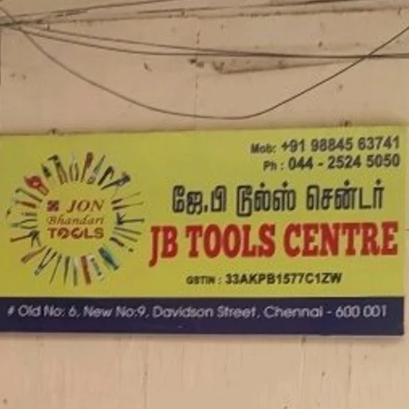 Mob: +91 98845 63741
Ph : 044 - 2524 5050
JON
Bhandari
TOOLS
ஜே.பி டூல்ஸ் சென்டர்
JB TOOLS CENTRE
GSTIN : 33AKPB1577C1ZW
# Old No: 6, New No:9, Davidson Street, Chennai - 600 001